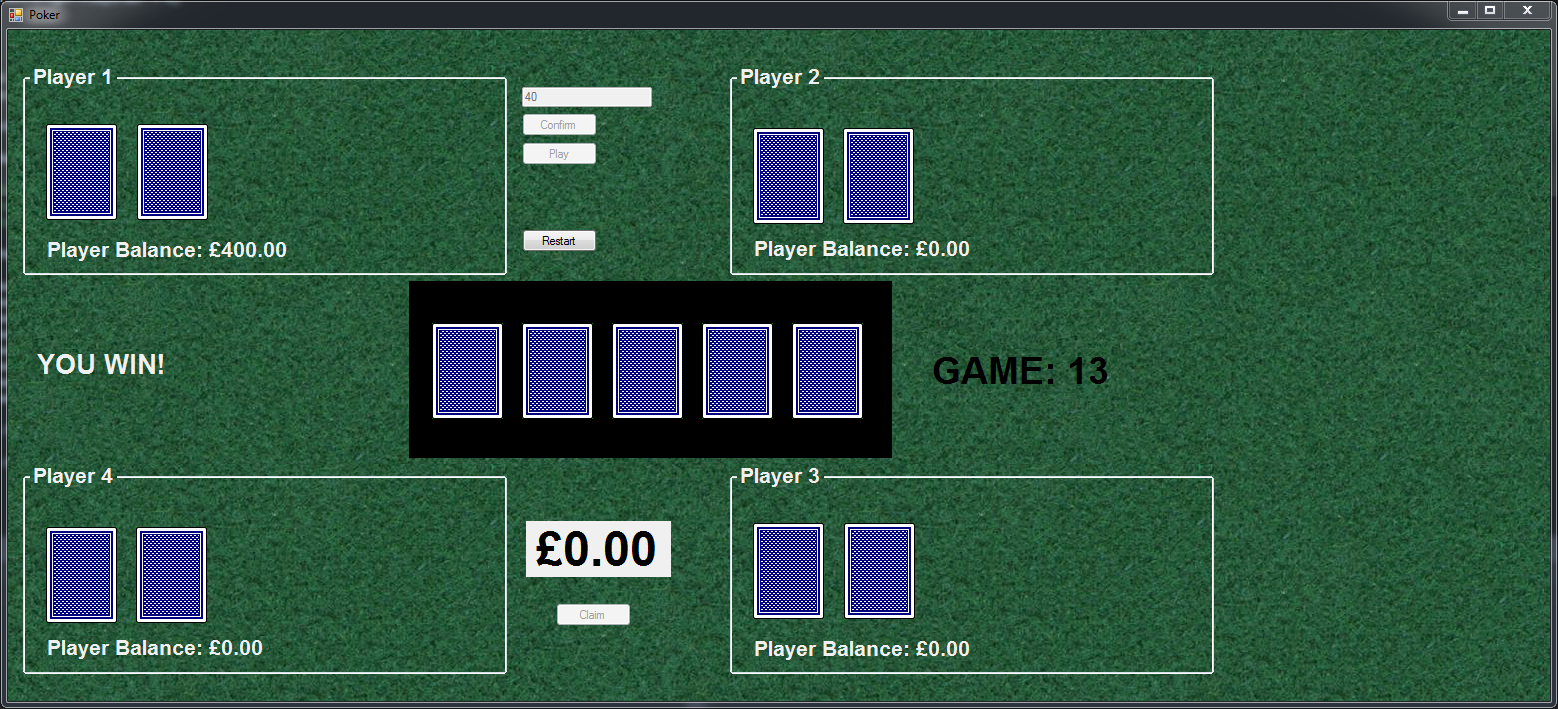 Poker
Player 1
Player 2
40
Confirm
Play
Restart
Player Balance: £400.00
Player Balance: £0.00
YOU WIN!
GAME: 13
Player 4
Player 3
£0.00
Claim
Player Balance: £0.00
Player Balance: £0.00